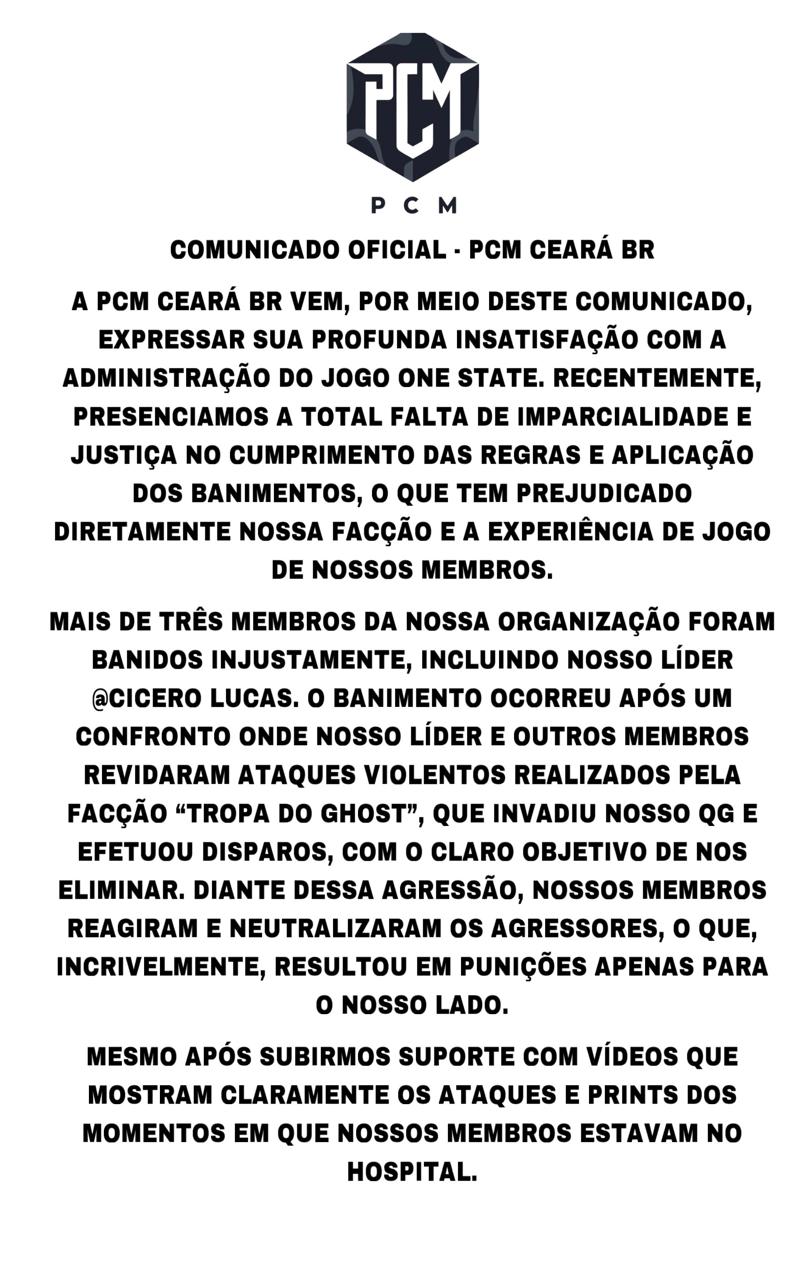 PCM
PCM
COMUNICADO OFICIAL - PCM CEARÁ BR
A PCM CEARÁ BR VEM, POR MEIO DESTE COMUNICADO,
EXPRESSAR SUA PROFUNDA INSATISFAÇÃO COM A
ADMINISTRAÇÃO DO JOGO ONE STATE. RECENTEMENTE,
PRESENCIAMOS A TOTAL FALTA DE IMPARCIALIDADE E
JUSTIÇA NO CUMPRIMENTO DAS REGRAS E APLICAÇÃO
DOS BANIMENTOS, O QUE TEM PREJUDICADO
DIRETAMENTE NOSSA FACÇÃO E A EXPERIÊNCIA DE JOGO
DE NOSSOS MEMBROS.
MAIS DE TRÊS MEMBROS DA NOSSA ORGANIZAÇÃO FORAM
BANIDOS INJUSTAMENTE, INCLUINDO NOSSO LÍDER
@CICERO LUCAS. O BANIMENTO OCORREU APÓS UM
CONFRONTO ONDE NOSSO LÍDER E OUTROS MEMBROS
REVIDARAM ATAQUES VIOLENTOS REALIZADOS PELA
FACÇÃO “TROPA DO GHOST”, QUE INVADIU NOSSO QG E
EFETUOU DISPAROS, COM O CLARO OBJETIVO DE NOS
ELIMINAR. DIANTE DESSA AGRESSÃO, NOSSOS MEMBROS
REAGIRAM E NEUTRALIZARAM OS AGRESSORES, O QUE,
INCRIVELMENTE, RESULTOU EM PUNIÇÕES APENAS PARA
O NOSSO LADO.
MESMO APÓS SUBIRMOS SUPORTE COM VÍDEOS QUE
MOSTRAM CLARAMENTE OS ATAQUES E PRINTS DOS
MOMENTOS EM QUE NOSSOS MEMBROS ESTAVAM NO
HOSPITAL.